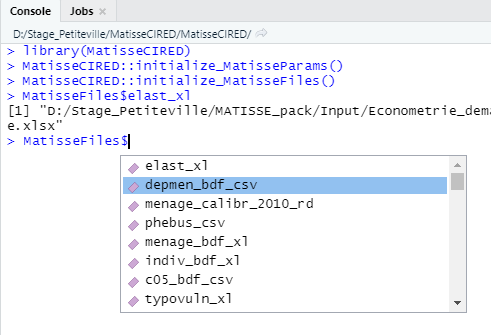 Console Jobs ×
D:/Stage_Petiteville/MatisseCIRED/MatisseCIRED/
> library(MatisseCIRED)
> MatisseCIRED::initialize_MatisseParams()
> MatisseCIRED::initialize_MatisseFiles()
> MatisseFiles$elast_xl
[1] "D:/Stage_Petiteville/MATISSE_pack/Input/Econometrie_dema
e.xlsx"
> MatisseFiles$
elast_xl
depmen_bdf_csv
menage_calibr_2010_rd
phebus_csv
menage_bdf_xl
indiv_bdf_xl
c05_bdf_csv
typovuln_xl